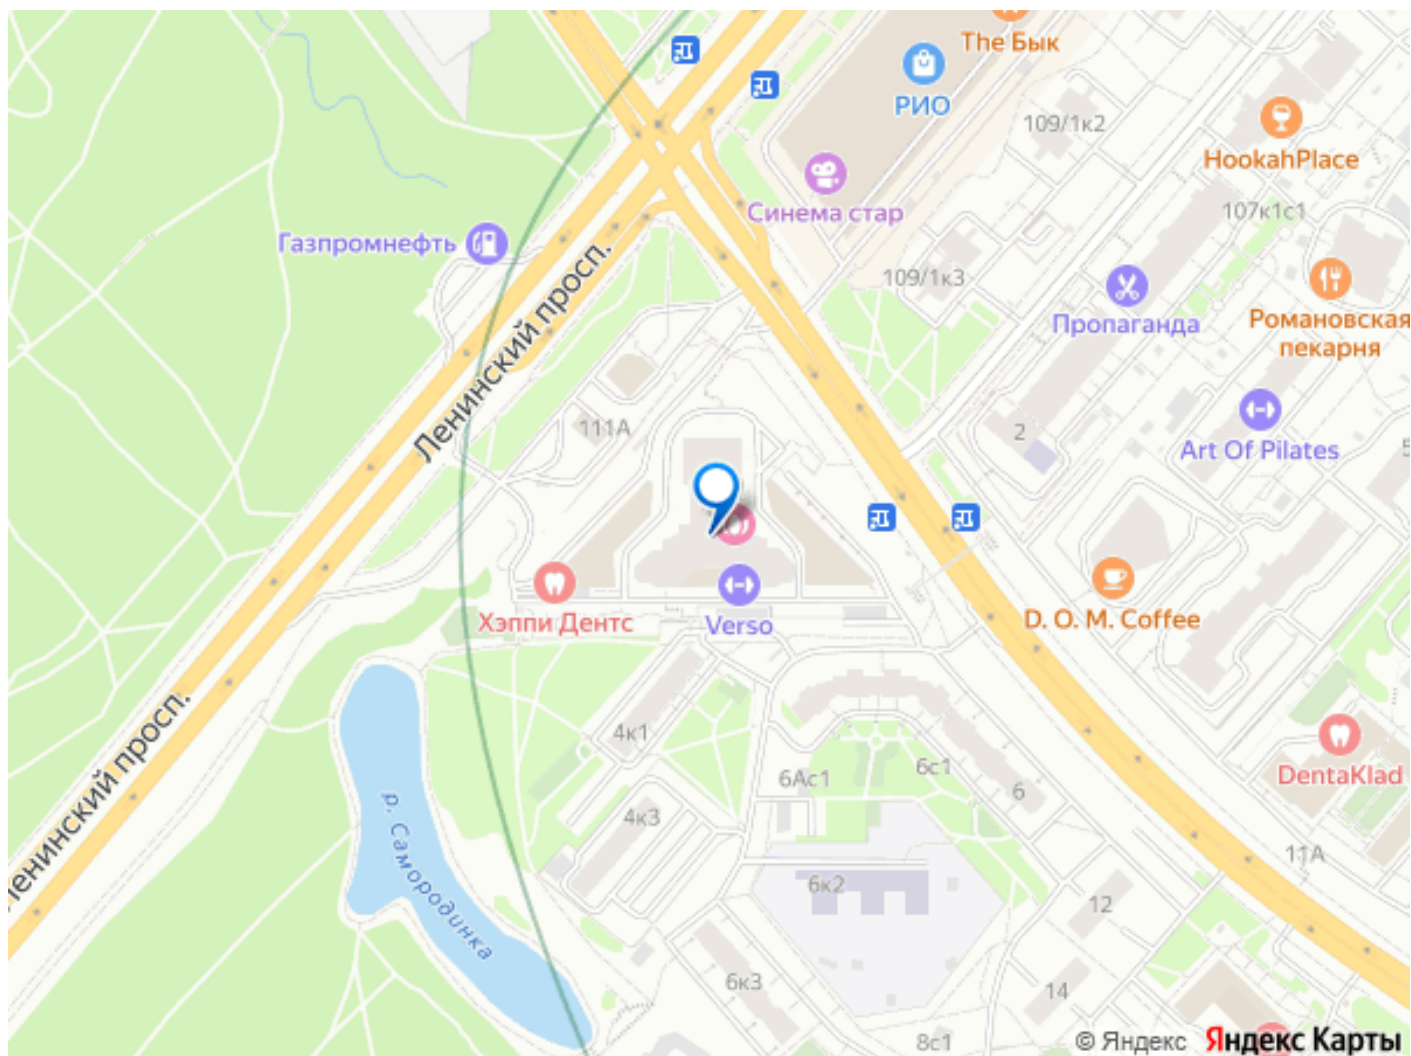 The Бык
РИО
109/1к2
HookahPlace
Синема стар
107к1с1
Газпромнефть
109/1к3
Ленинский просп.
Пропаганда
Романовская
пекарня
111А
2
Art Of Pilates
5
Хэппи Дентс
Verso
D. O. M. Coffee
Ленинский просп.
4к1
6Ас1
6с1
6
DentaKlad
р. Самородинка
4к3
11А
6к2
12
6к3
14
8с1
© Яндекс Яндекс Карты